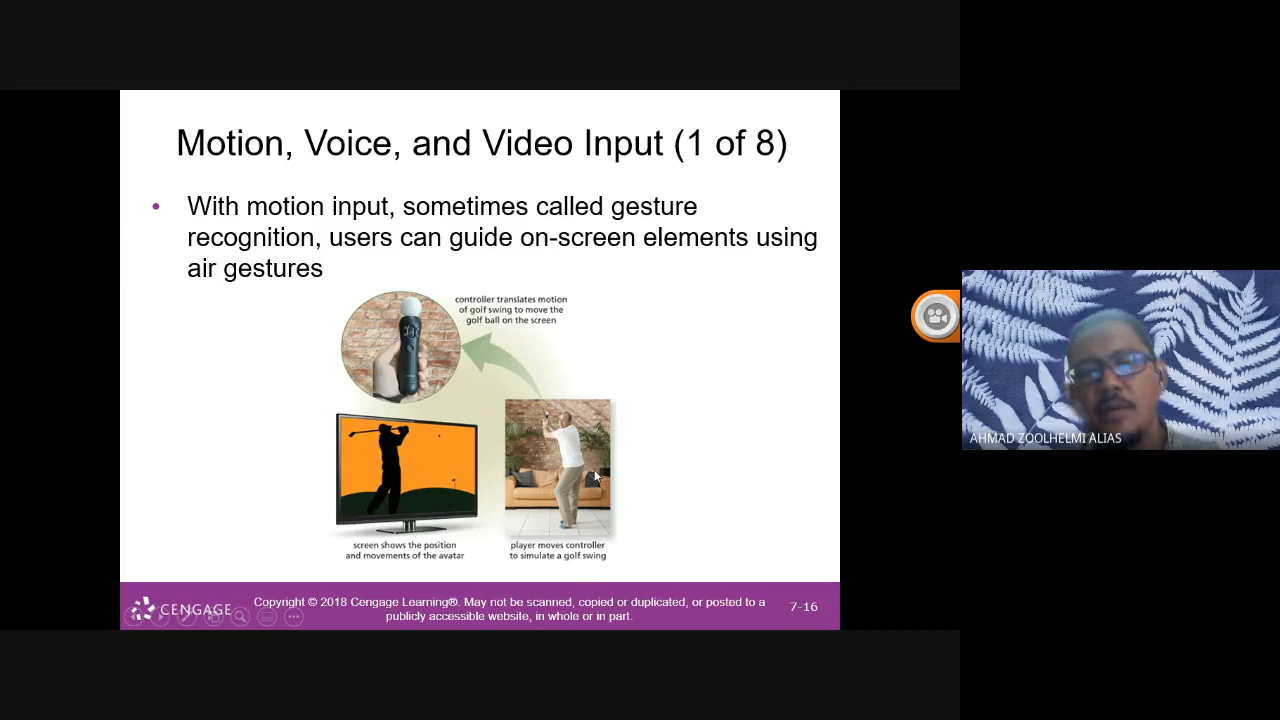 Motion, Voice, and Video Input (1 of 8)
• With motion input, sometimes called gesture
recognition, users can guide on-screen elements using
air gestures
controller translates motion
of golf swing to move the
golf ball on the screen
screen shows the position
and movements of the avatar
player moves controller
to simulate a golf swing
CENGAGE
Copyright © 2018 Cengage Learning®. May not be scanned, copied or duplicated, or posted to a
publicly accessible website, in whole or in part.
7-16
AHMAD ZOOLHELMI ALIAS